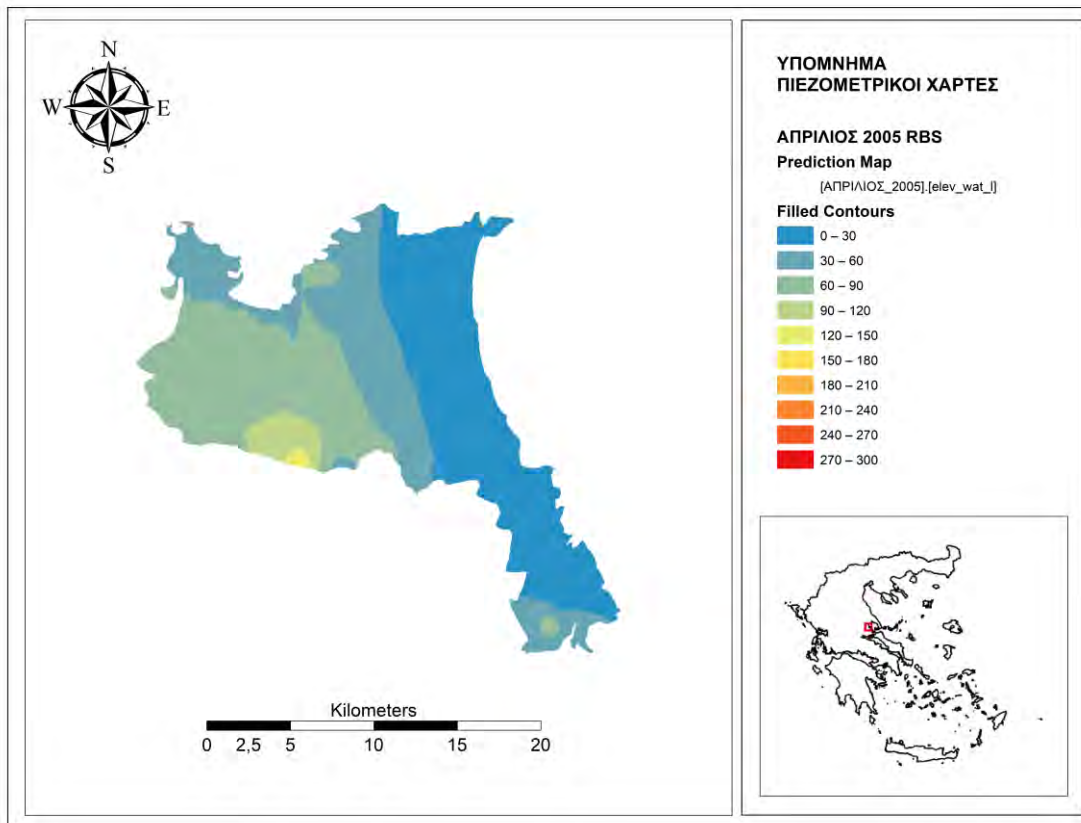 N
W E
S
Kilometers
0 2,5 5 10 15 20
ΥΠΟΜΝΗΜΑ
ΠΙΕΖΟΜΕΤΡΙΚΟΙ ΧΑΡΤΕΣ
ΑΠΡΙΛΙΟΣ 2005 RBS
Prediction Map
[ΑΠΡΙΛΙΟΣ_2005].[elev_wat_l]
Filled Contours
0 – 30
30 – 60
60 – 90
90 – 120
120 – 150
150 – 180
180 – 210
210 – 240
240 – 270
270 – 300